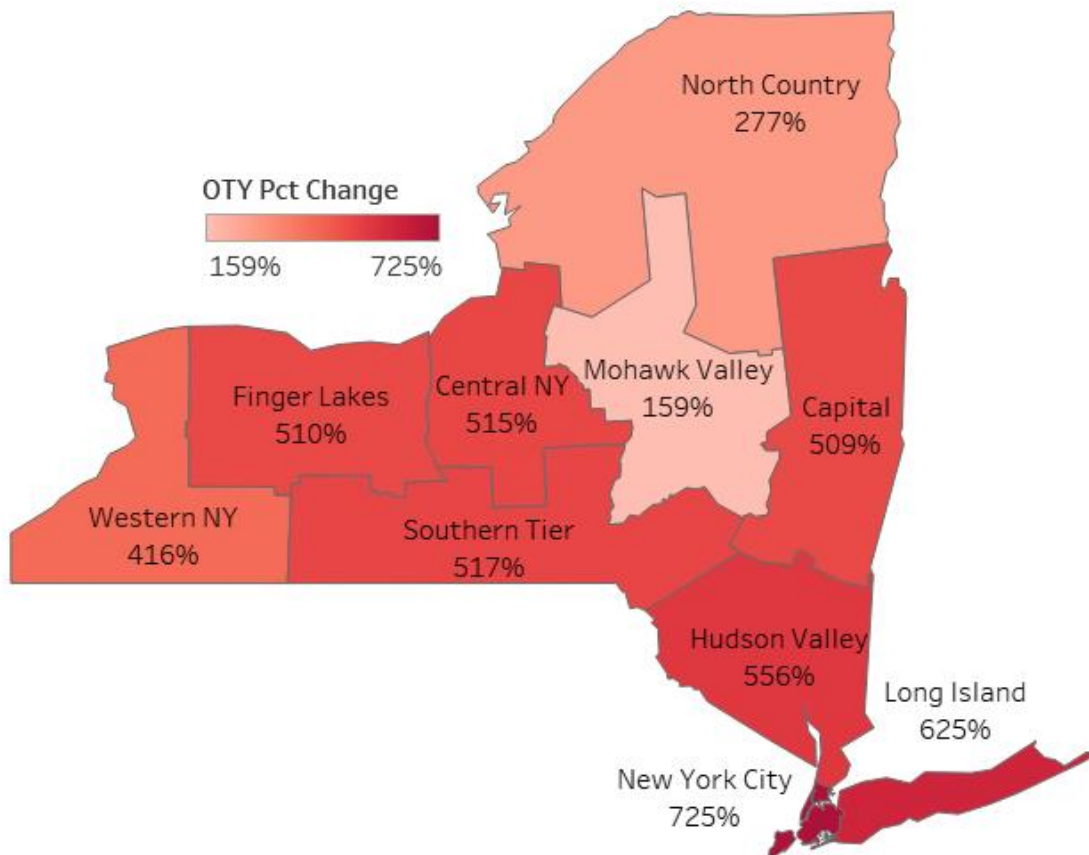 North Country
277%
OTY Pct Change
159% 725%
Mohawk Valley
159%
Finger Lakes
510%
Central NY
515%
Capital
509%
Western NY
416%
Southern Tier
517%
Hudson Valley
556%
Long Island
625%
New York City
725%